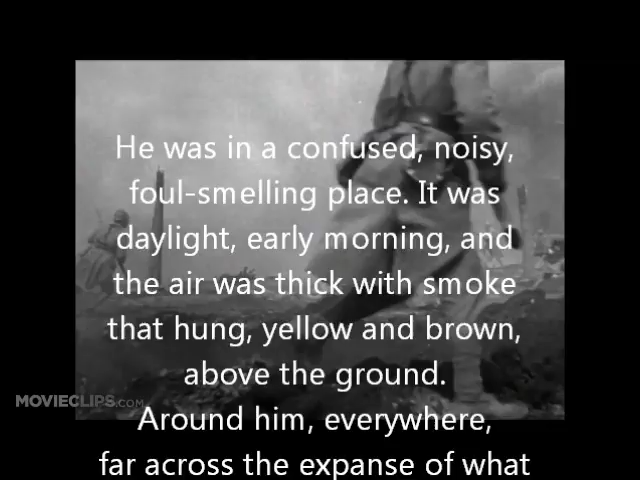 He was in a confused, noisy,
foul-smelling place. It was
daylight, early morning, and
the air was thick with smoke
that hung, yellow and brown,
above the ground.
MOVIECLIPS.COM
Around him, everywhere,
far across the expanse of what